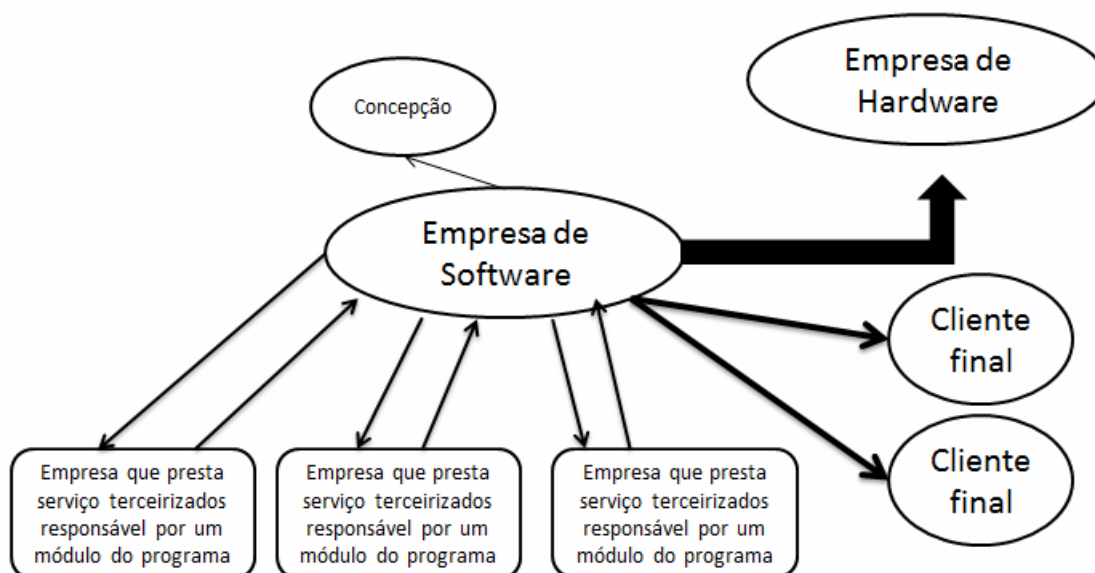 Empresa de
Hardware
Concepção
Empresa de
Software
Cliente
final
Cliente
final
Empresa que presta
serviço terceirizados
responsável por um
módulo do programa
Empresa que presta
serviço terceirizados
responsável por um
módulo do programa
Empresa que presta
serviço terceirizados
responsável por um
módulo do programa